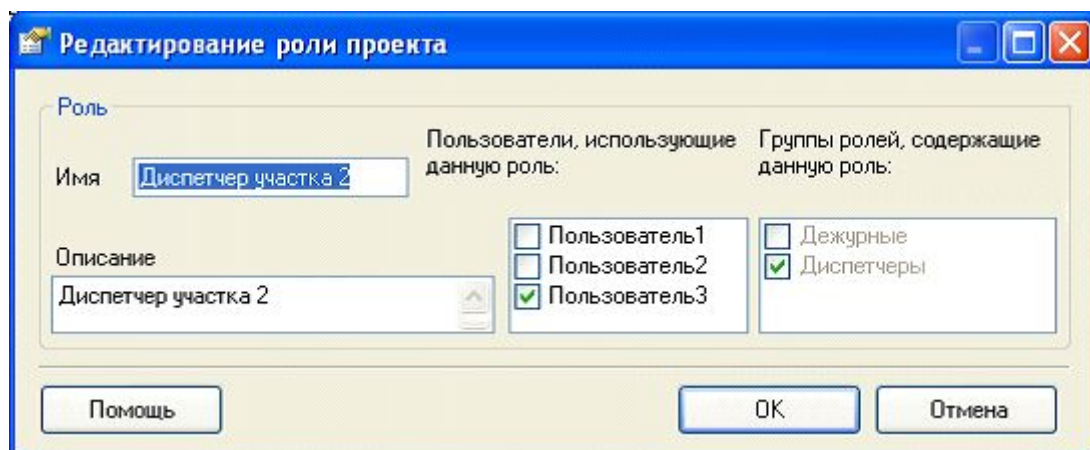 Редактирование роли проекта
Роль
Имя
Диспетчер участка 2
Описание
Диспетчер участка 2
Пользователи, использующие
данную роль:
Пользователь1
Пользователь2
Пользователь3
Группы ролей, содержащие
данную роль:
Дежурные
Диспетчеры
Помощь
OK
Отмена